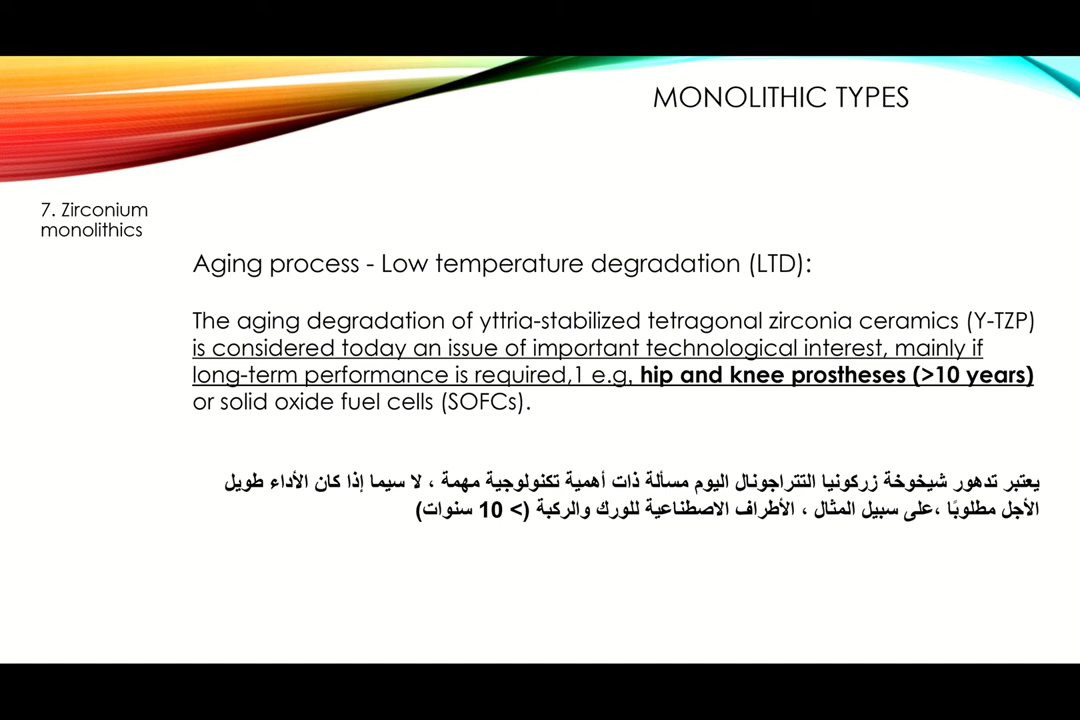 MONOLITHIC TYPES
7. Zirconium
monolithics
Aging process - Low temperature degradation (LTD):
The aging degradation of yttria-stabilized tetragonal zirconia ceramics (Y-TZP)
is considered today an issue of important technological interest, mainly if
long-term performance is required,1 e.g, hip and knee prostheses (>10 years)
or solid oxide fuel cells (SOFCs).
يعتبر تدهور شيخوخة زركونيا التتراجونال اليوم مسألة ذات أهمية تكنولوجية مهمة ، لا سيما إذا كان الأداء طويل
الأجل مطلوبًا ،على سبيل المثال ، الأطراف الاصطناعية للورك والركبة (> 10 سنوات)